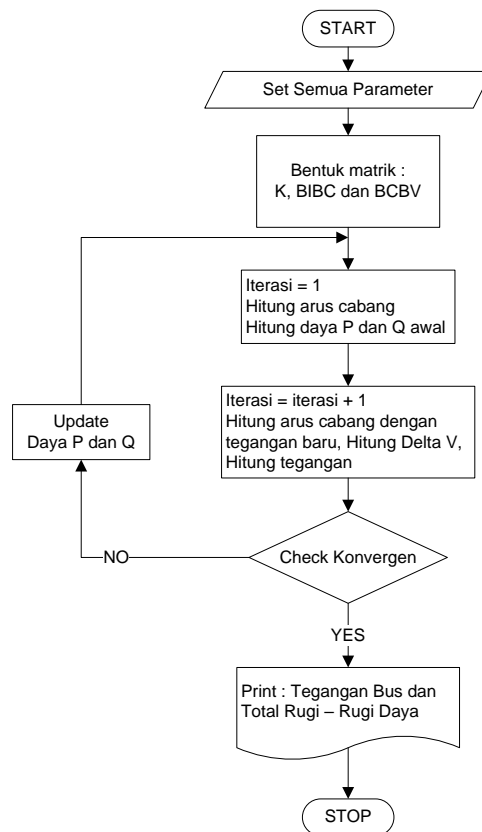 START
Set Semua Parameter
Bentuk matrik :
K, BIBC dan BCBV
Iterasi = 1
Hitung arus cabang
Hitung daya P dan Q awal
Iterasi = iterasi + 1
Hitung arus cabang dengan
tegangan baru, Hitung Delta V,
Hitung tegangan
Update
Daya P dan Q
Check Konvergen
NO
YES
Print : Tegangan Bus dan
Total Rugi – Rugi Daya
STOP